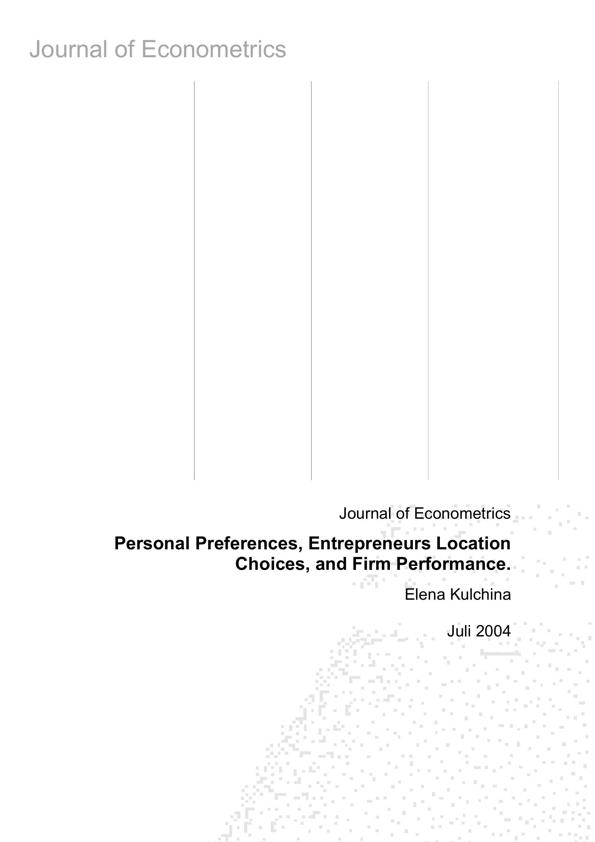 Journal of Econometrics
Journal of Econometrics
Personal Preferences, Entrepreneurs Location
Choices, and Firm Performance.
Elena Kulchina
Juli 2004